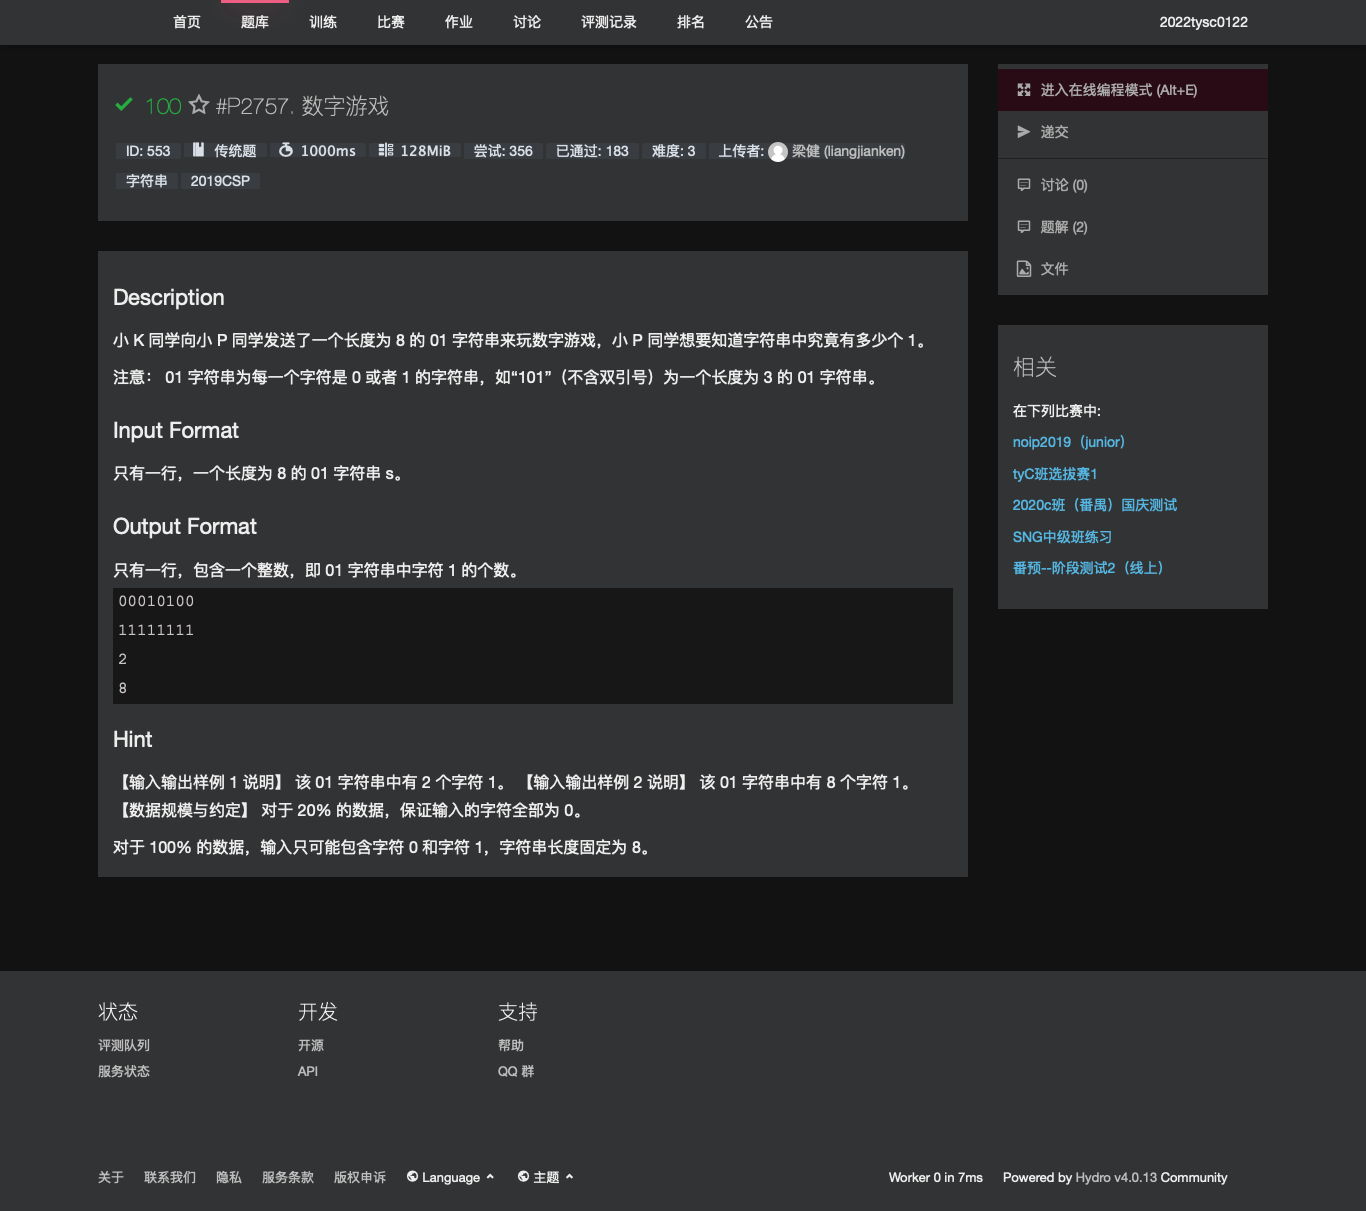 首页 题库 训练 比赛 作业 讨论 评测记录 排名 公告 2022tysc0122
100 #P2757. 数字游戏
ID: 553 传统题 1000ms 128MiB 尝试: 356 已通过: 183 难度: 3 上传者: 梁健 (liangjianken)
字符串 2019CSP
Description
小 K 同学向小 P 同学发送了一个长度为 8 的 01 字符串来玩数字游戏，小 P 同学想要知道字符串中究竟有多少个 1。
注意： 01 字符串为每一个字符是 0 或者 1 的字符串，如“101”（不含双引号）为一个长度为 3 的 01 字符串。
Input Format
只有一行，一个长度为 8 的 01 字符串 s。
Output Format
只有一行，包含一个整数，即 01 字符串中字符 1 的个数。
00010100
11111111
2
8
Hint
【输入输出样例 1 说明】 该 01 字符串中有 2 个字符 1。 【输入输出样例 2 说明】 该 01 字符串中有 8 个字符 1。
【数据规模与约定】 对于 20% 的数据，保证输入的字符全部为 0。
对于 100% 的数据，输入只可能包含字符 0 和字符 1，字符串长度固定为 8。
进入在线编程模式 (Alt+E)
递交
讨论 (0)
题解 (2)
文件
相关
在下列比赛中:
noip2019（junior）
tyC班选拔赛1
2020c班（番禺）国庆测试
SNG中级班练习
番预--阶段测试2（线上）
状态 开发 支持
评测队列 开源 帮助
服务状态 API QQ 群
关于 联系我们 隐私 服务条款 版权申诉 Language 主题 Worker 0 in 7ms Powered by Hydro v4.0.13 Community